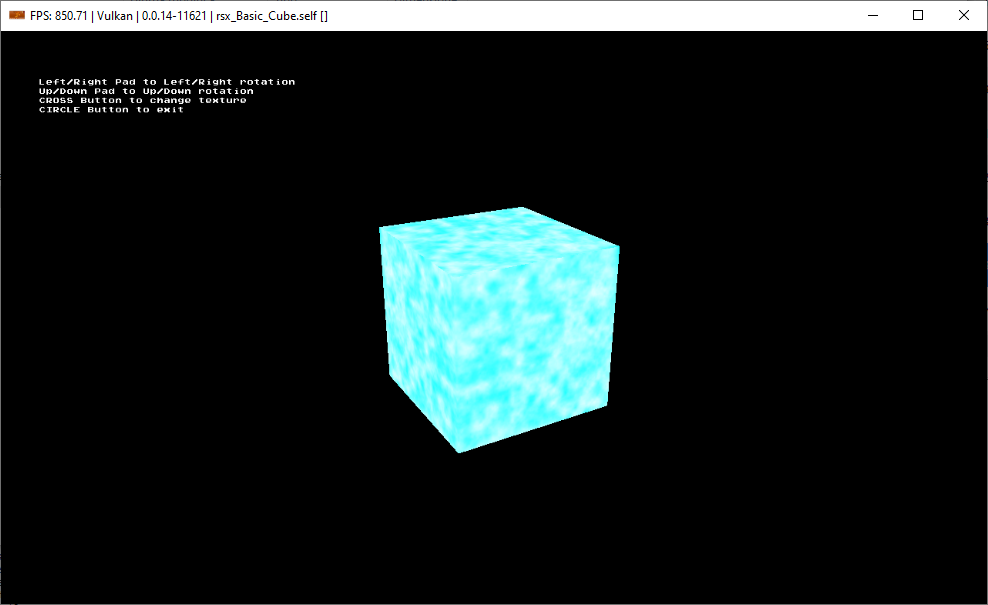 FPS: 850.71 | Vulkan | 0.0.14-11621 | rsx_Basic_Cube.self []
Left/Right Pad to Left/Right rotation
Up/Down Pad to Up/Down rotation
CROSS Button to change texture
CIRCLE Button to exit